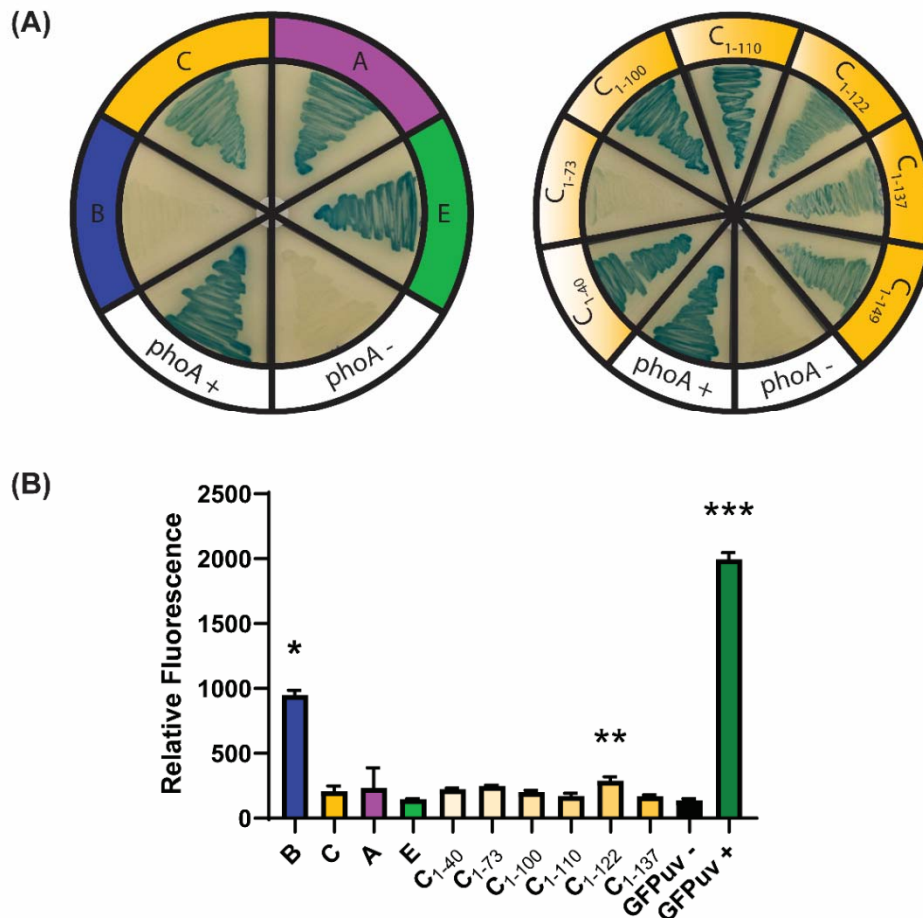 (A)
C
A
B
E
phoA +
phoA -
C1-110
C1-100
C1-122
C1-73
C1-137
C1-40
C1-149
phoA +
phoA -
(B)
Relative Fluorescence
2500
2000
1500
1000
500
0
*
**
***
B
C
A
E
C1-40
C1-73
C1-100
C1-110
C1-122
C1-137
GFPuv -
GFPuv +